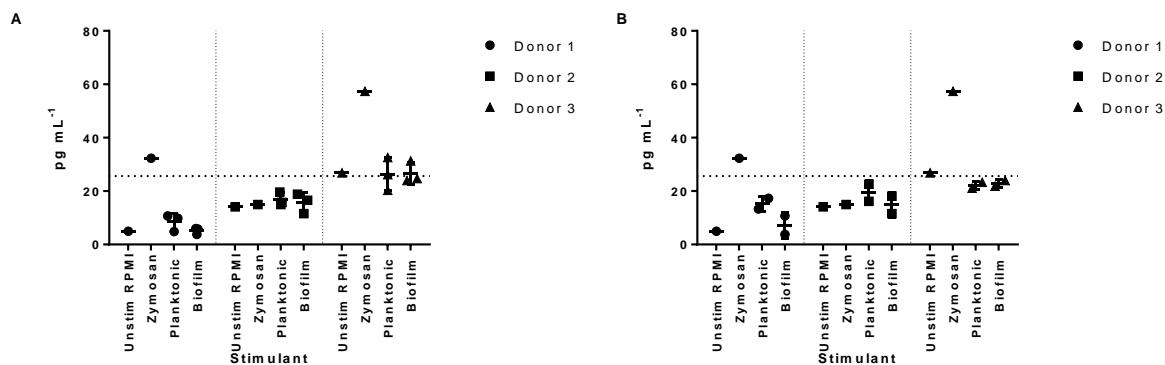 A
80
60
40
20
0
pg mL⁻¹
Unstim RPMI
Zymosan
Planktonic
Biofilm
Unstim RPMI
Zymosan
Planktonic
Biofilm
Unstim RPMI
Zymosan
Planktonic
Biofilm
Stimulant
Donor 1
Donor 2
Donor 3
B
80
60
40
20
0
pg mL⁻¹
Unstim RPMI
Zymosan
Planktonic
Biofilm
Unstim RPMI
Zymosan
Planktonic
Biofilm
Unstim RPMI
Zymosan
Planktonic
Biofilm
Stimulant
Donor 1
Donor 2
Donor 3